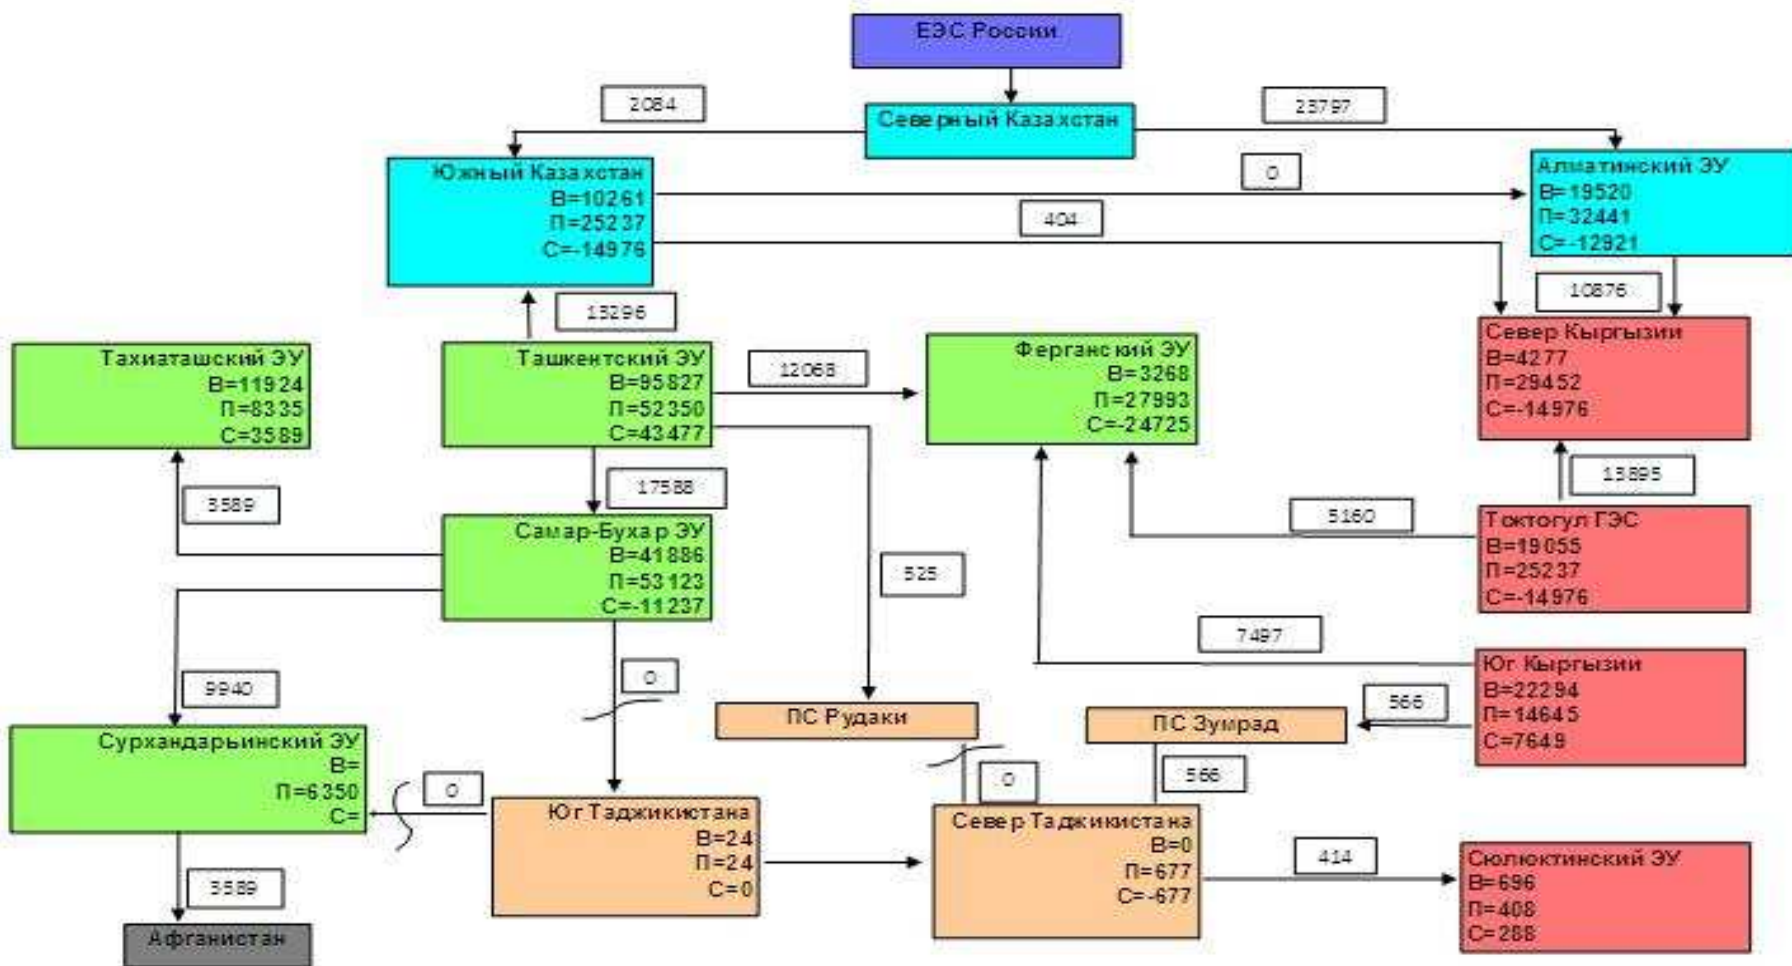 ЕЭС России
2084
Северный Казахстан
23797
Южный Казахстан
В=10261
П=25237
С=-14976
0
404
Алматинский ЭУ
В=19520
П=32441
С=-12921
13296
10876
Тахиаташский ЭУ
В=11924
П=8335
С=3589
Ташкентский ЭУ
В=95827
П=52350
С=43477
12068
Ферганский ЭУ
В=3268
П=27993
С=-24725
Север Кыргызии
В=4277
П=29452
С=-14976
3589
17588
13895
Самар-Бухар ЭУ
В=41886
П=53123
С=-11237
525
5160
Токтогул ГЭС
В=19055
П=25237
С=-14976
9940
0
7497
Юг Кыргызии
В=22294
П=14645
С=7649
ПС Рудаки
ПС Зумрад
566
Сурхандарьинский ЭУ
В=
П=6350
С=
0
0
566
Юг Таджикистана
В=24
П=24
С=0
Север Таджикистана
В=0
П=677
С=-677
414
Сюлюктинский ЭУ
В=696
П=408
С=288
3589
Афганистан